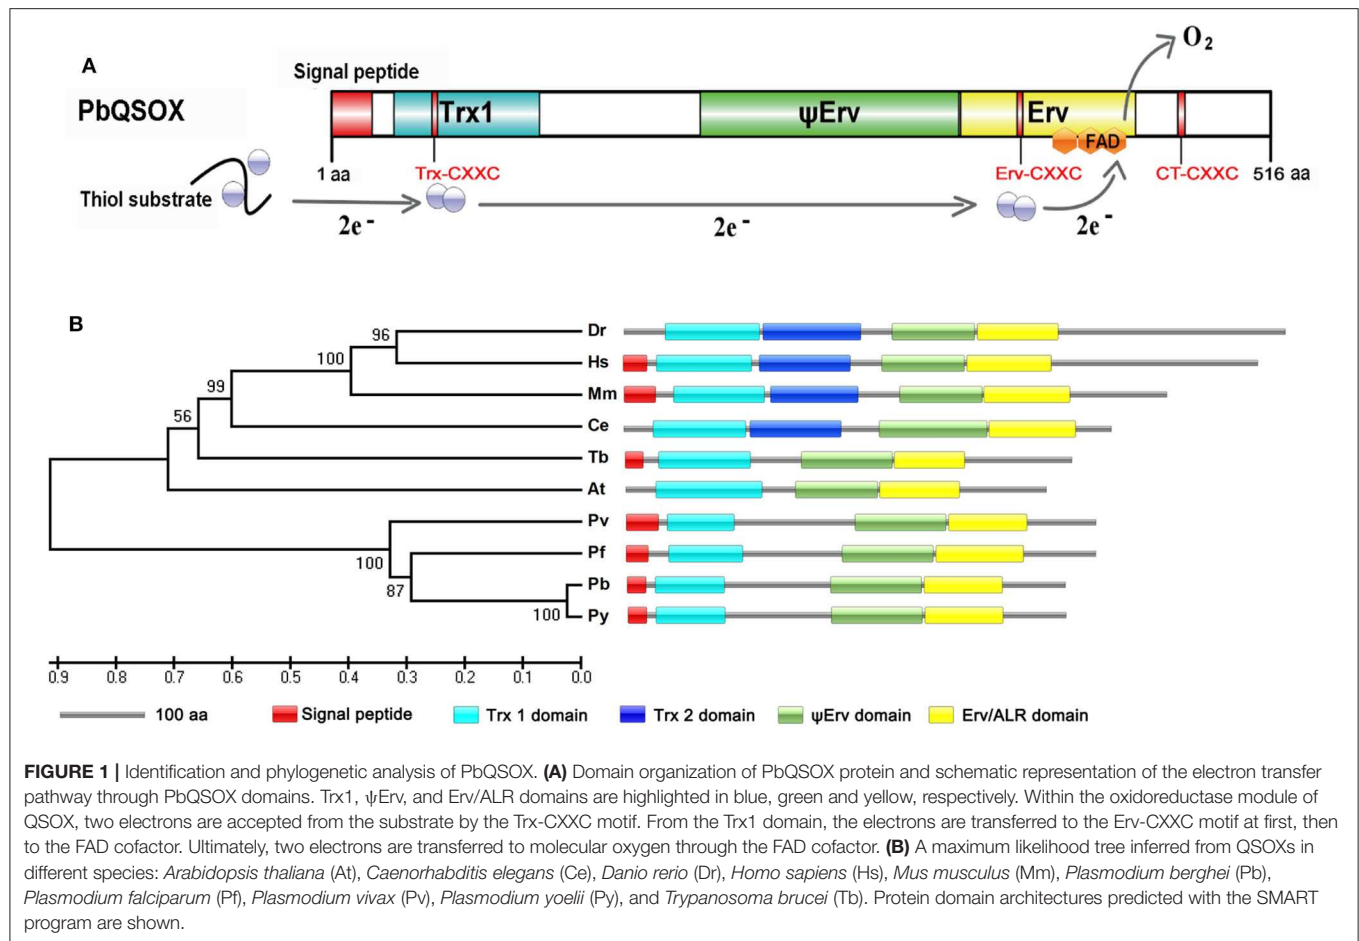 A
Signal peptide
O2
PbQSOX
Trx1
ψErv
Erv
FAD
1 aa
Trx-CXXC
Erv-CXXC
CT-CXXC
516 aa
Thiol substrate
2e-
2e-
2e-
B
Dr
96
Hs
100
Mm
99
Ce
56
Tb
At
Pv
100
Pf
87
Pb
100
Py
0.9 0.8 0.7 0.6 0.5 0.4 0.3 0.2 0.1 0.0
100 aa Signal peptide Trx 1 domain Trx 2 domain ψErv domain Erv/ALR domain
FIGURE 1 | Identification and phylogenetic analysis of PbQSOX. (A) Domain organization of PbQSOX protein and schematic representation of the electron transfer
pathway through PbQSOX domains. Trx1, ψErv, and Erv/ALR domains are highlighted in blue, green and yellow, respectively. Within the oxidoreductase module of
QSOX, two electrons are accepted from the substrate by the Trx-CXXC motif. From the Trx1 domain, the electrons are transferred to the Erv-CXXC motif at first, then
to the FAD cofactor. Ultimately, two electrons are transferred to molecular oxygen through the FAD cofactor. (B) A maximum likelihood tree inferred from QSOXs in
different species: Arabidopsis thaliana (At), Caenorhabditis elegans (Ce), Danio rerio (Dr), Homo sapiens (Hs), Mus musculus (Mm), Plasmodium berghei (Pb),
Plasmodium falciparum (Pf), Plasmodium vivax (Pv), Plasmodium yoelii (Py), and Trypanosoma brucei (Tb). Protein domain architectures predicted with the SMART
program are shown.